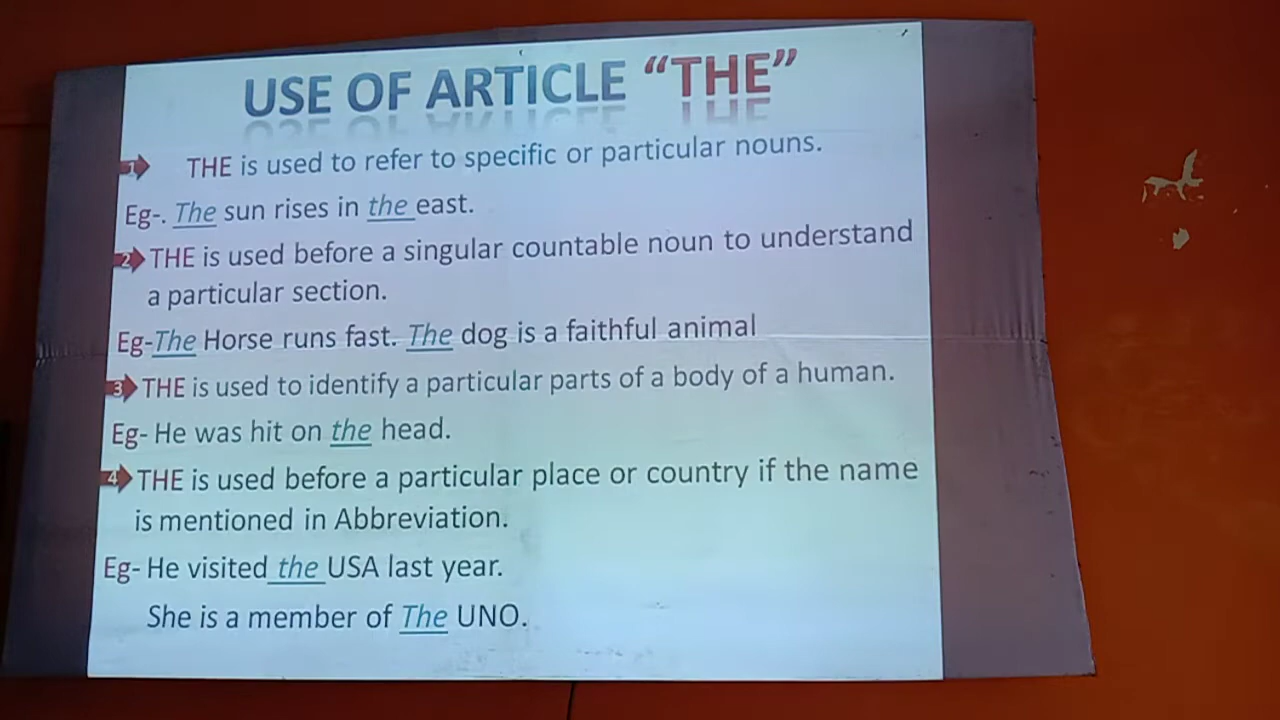 USE OF ARTICLE “THE”
1 THE is used to refer to specific or particular nouns.
Eg-. The sun rises in the east.
2 THE is used before a singular countable noun to understand
a particular section.
Eg-The Horse runs fast. The dog is a faithful animal
3 THE is used to identify a particular parts of a body of a human.
Eg- He was hit on the head.
4 THE is used before a particular place or country if the name
is mentioned in Abbreviation.
Eg- He visited the USA last year.
She is a member of The UNO.